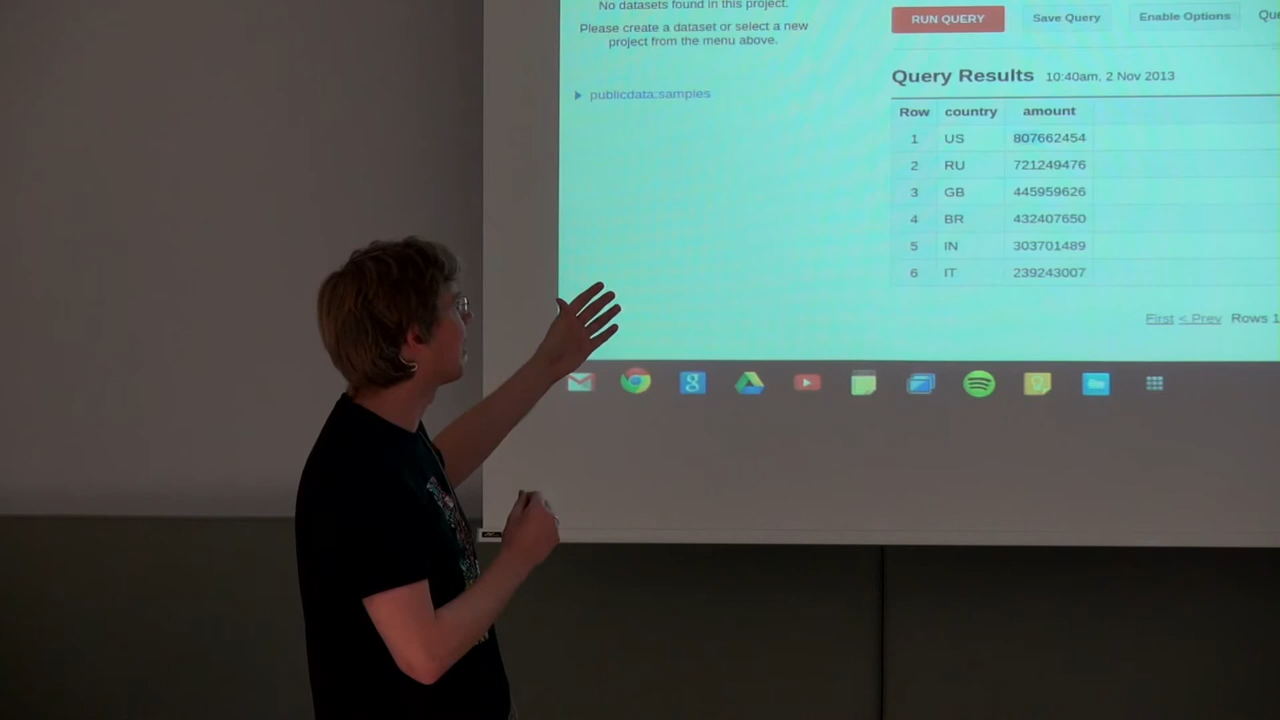 No datasets found in this project.
Please create a dataset or select a new
project from the menu above.
publicdata:samples
RUN QUERY Save Query Enable Options
Query Results 10:40am, 2 Nov 2013
Row country amount
1 US 807662454
2 RU 721249476
3 GB 445959626
4 BR 432407650
5 IN 303701489
6 IT 239243007
First < Prev Rows 1
8